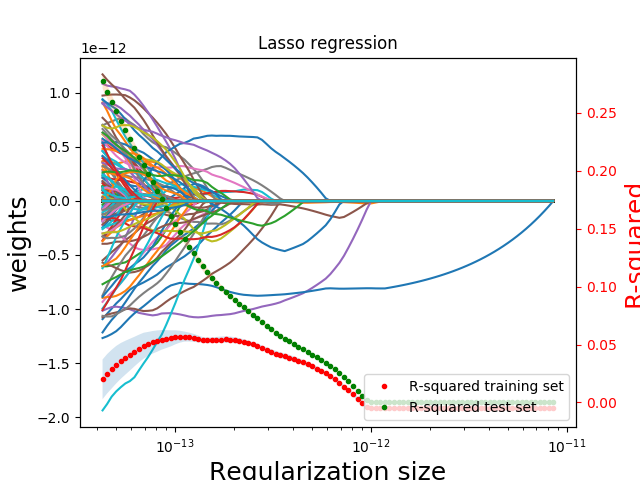 Lasso regression
1e−12
1.0
0.5
0.0
−0.5
−1.0
−1.5
−2.0
weights
0.25
0.20
0.15
0.10
0.05
0.00
R-squared
R-squared training set
R-squared test set
10⁻¹³
10⁻¹²
10⁻¹¹
Regularization size